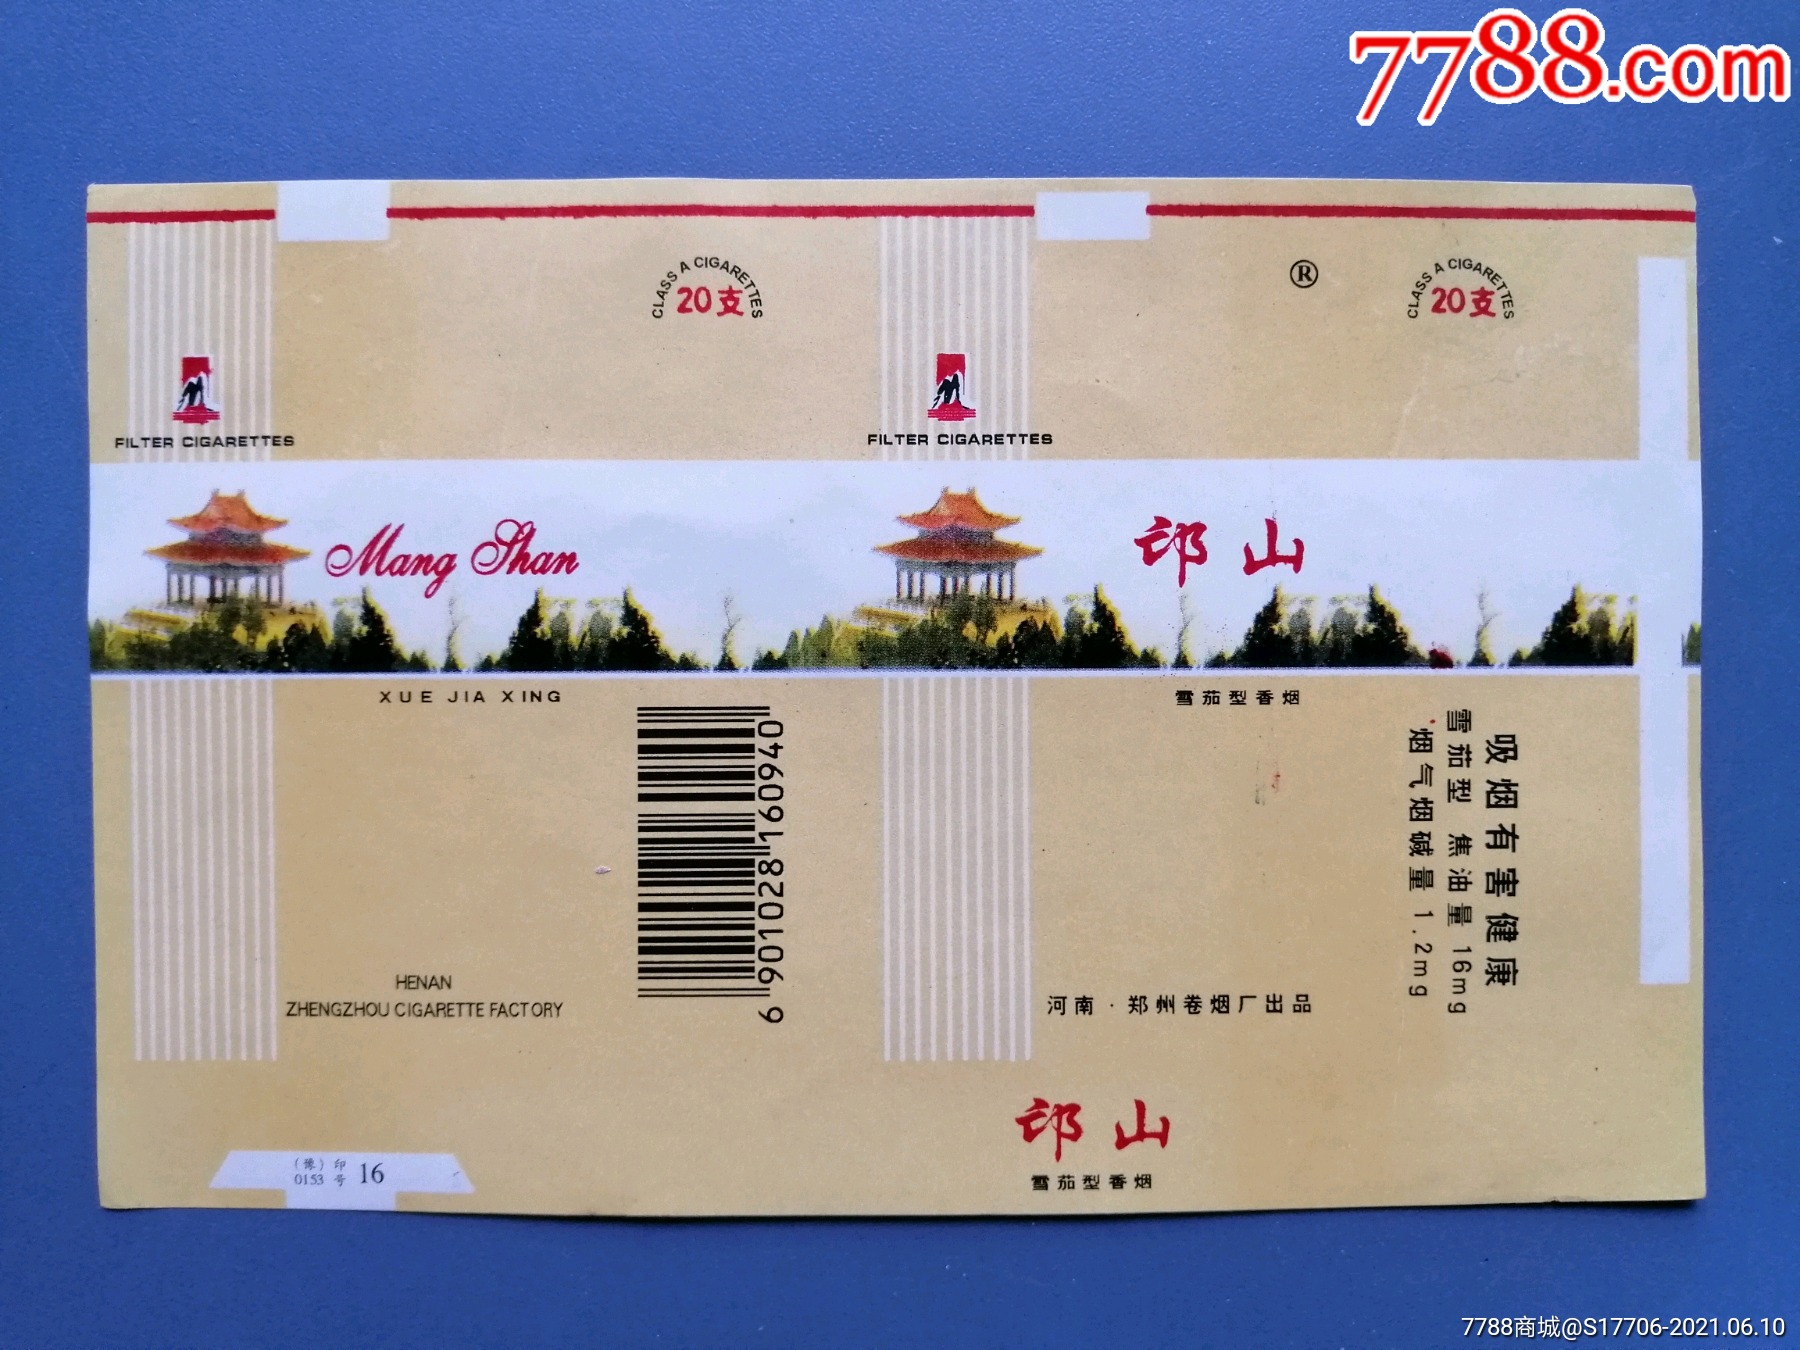 7788.com
CLASS A CIGARETTES
20支
®
CLASS A CIGARETTES
20支
FILTER CIGARETTES
FILTER CIGARETTES
Mang Shan
邙山
XUE JIA XING
雪茄型香烟
吸烟有害健康
雪茄型 焦油量 16mg
烟气烟碱量 1.2mg
6901028160940
HENAN
ZHENGZHOU CIGARETTE FACTORY
河南·郑州卷烟厂出品
邙山
雪茄型香烟
(豫)印
0153号 16
7788商城@S17706-2021.06.10